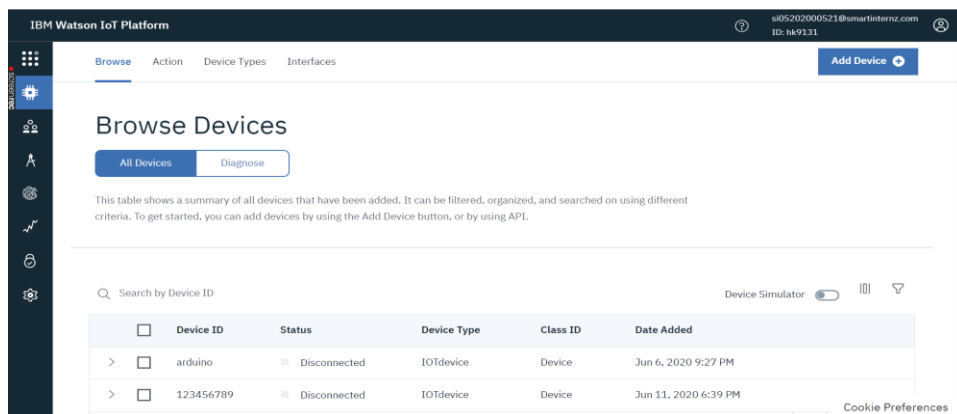 IBM Watson IoT Platform
si05202000521@smartinternz.com
ID: hk9131
Browse Action Device Types Interfaces
Add Device
screenrec
Browse Devices
All Devices Diagnose
This table shows a summary of all devices that have been added. It can be filtered, organized, and searched on using different
criteria. To get started, you can add devices by using the Add Device button, or by using API.
Search by Device ID
Device Simulator
Device ID Status Device Type Class ID Date Added
arduino Disconnected IOTdevice Device Jun 6, 2020 9:27 PM
123456789 Disconnected IOTdevice Device Jun 11, 2020 6:39 PM
Cookie Preferences